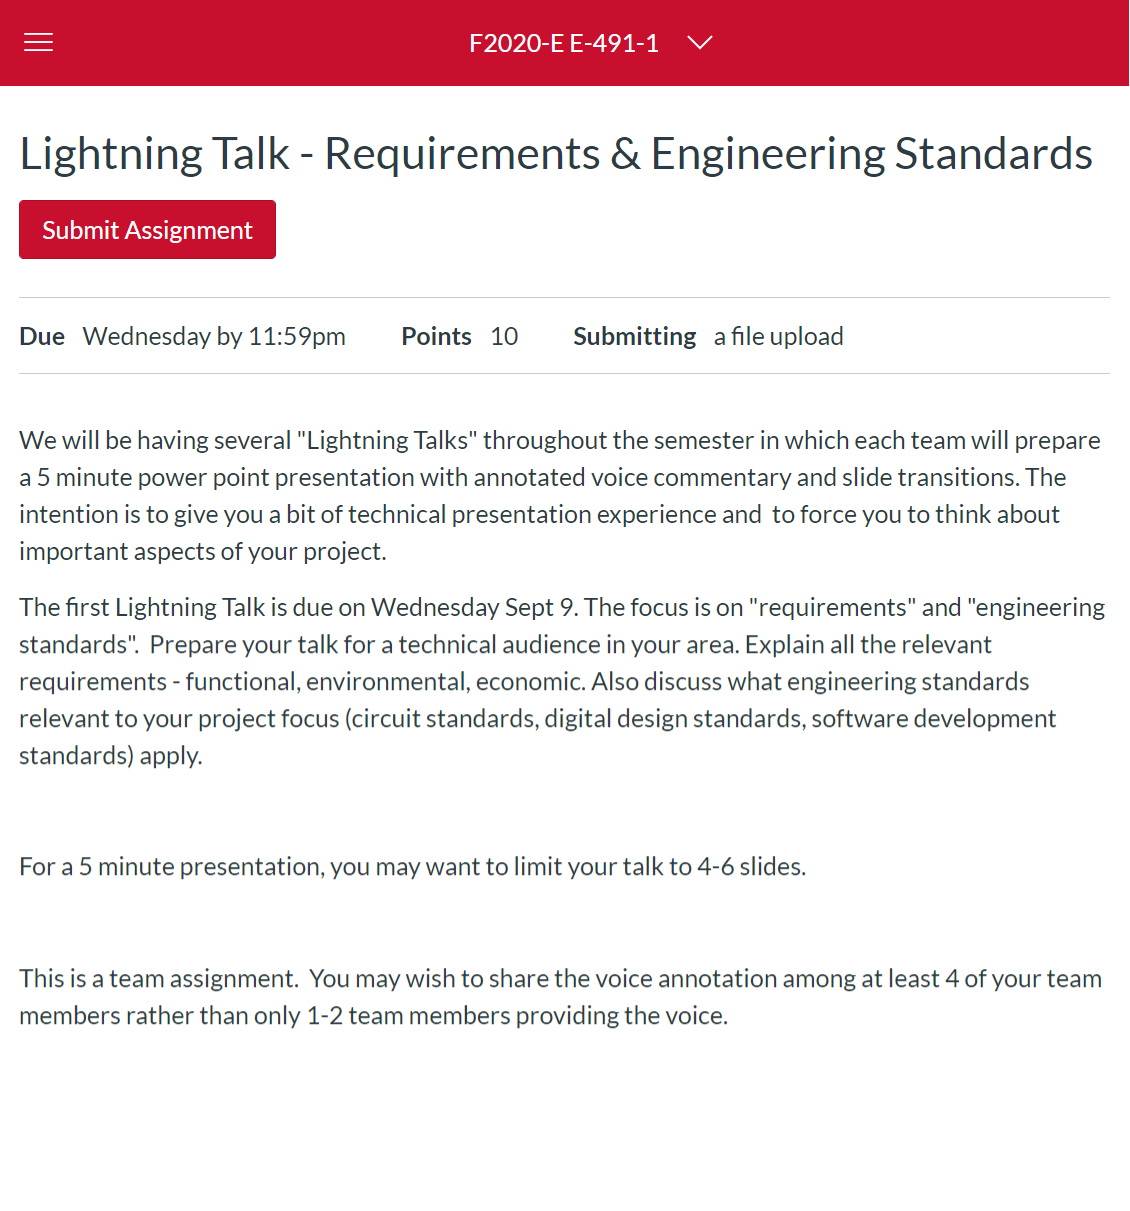 F2020-E E-491-1
Lightning Talk - Requirements & Engineering Standards
Submit Assignment
Due Wednesday by 11:59pm Points 10 Submitting a file upload
We will be having several "Lightning Talks" throughout the semester in which each team will prepare
a 5 minute power point presentation with annotated voice commentary and slide transitions. The
intention is to give you a bit of technical presentation experience and  to force you to think about
important aspects of your project.
The first Lightning Talk is due on Wednesday Sept 9. The focus is on "requirements" and "engineering
standards".  Prepare your talk for a technical audience in your area. Explain all the relevant
requirements - functional, environmental, economic. Also discuss what engineering standards
relevant to your project focus (circuit standards, digital design standards, software development
standards) apply.
For a 5 minute presentation, you may want to limit your talk to 4-6 slides.
This is a team assignment.  You may wish to share the voice annotation among at least 4 of your team
members rather than only 1-2 team members providing the voice.